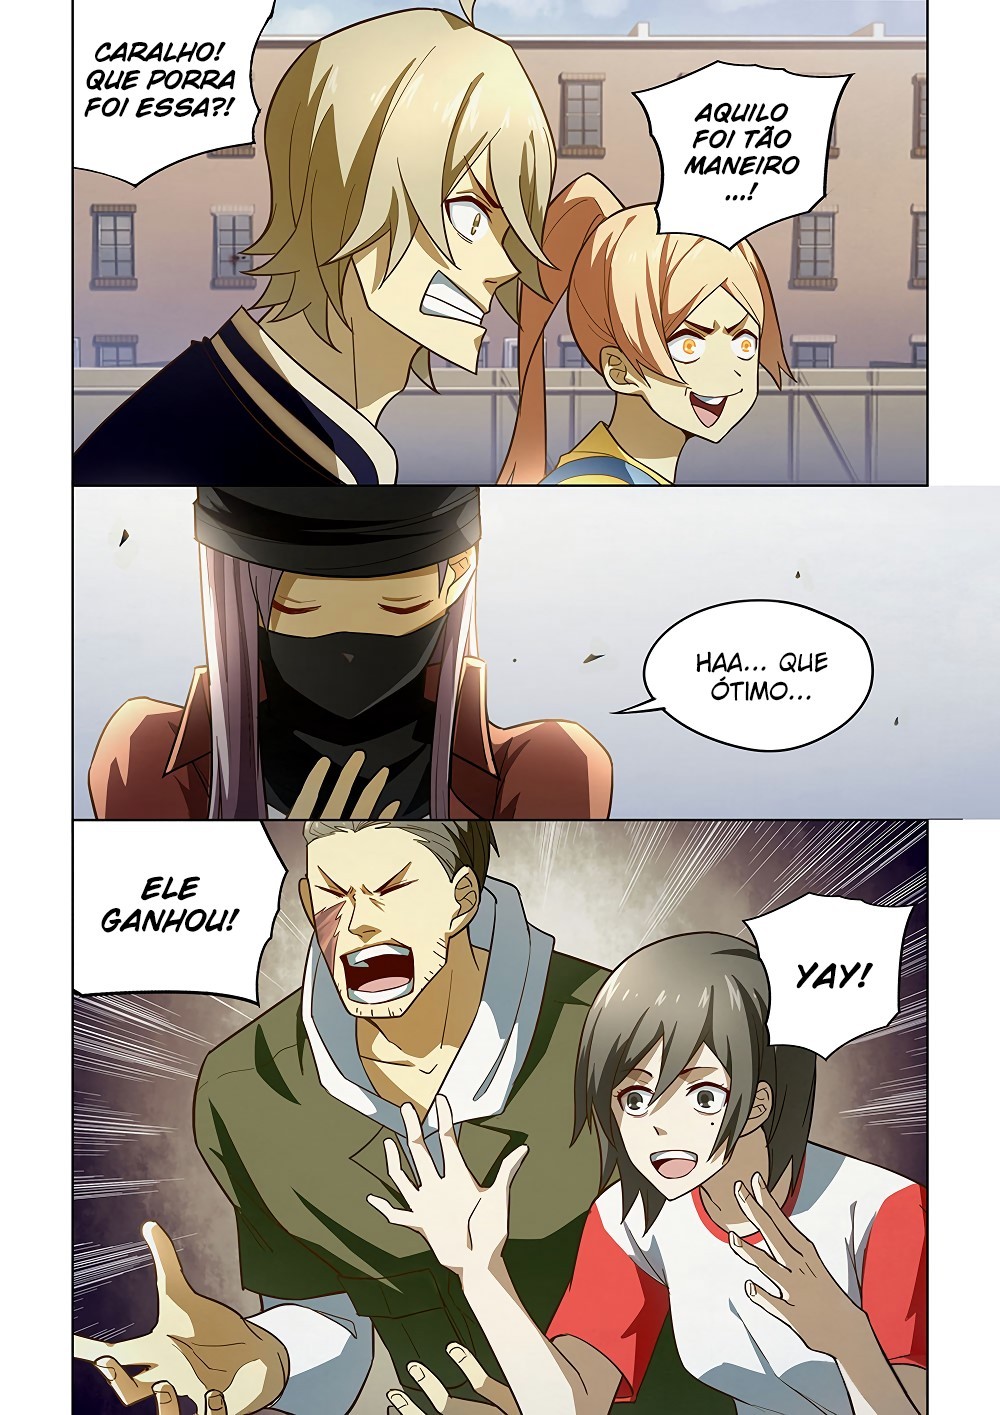 CARALHO!
QUE PORRA
FOI ESSA?!
AQUILO
FOI TÃO
MANEIRO
...!
HAA... QUE
ÓTIMO...
ELE
GANHOU!
YAY!